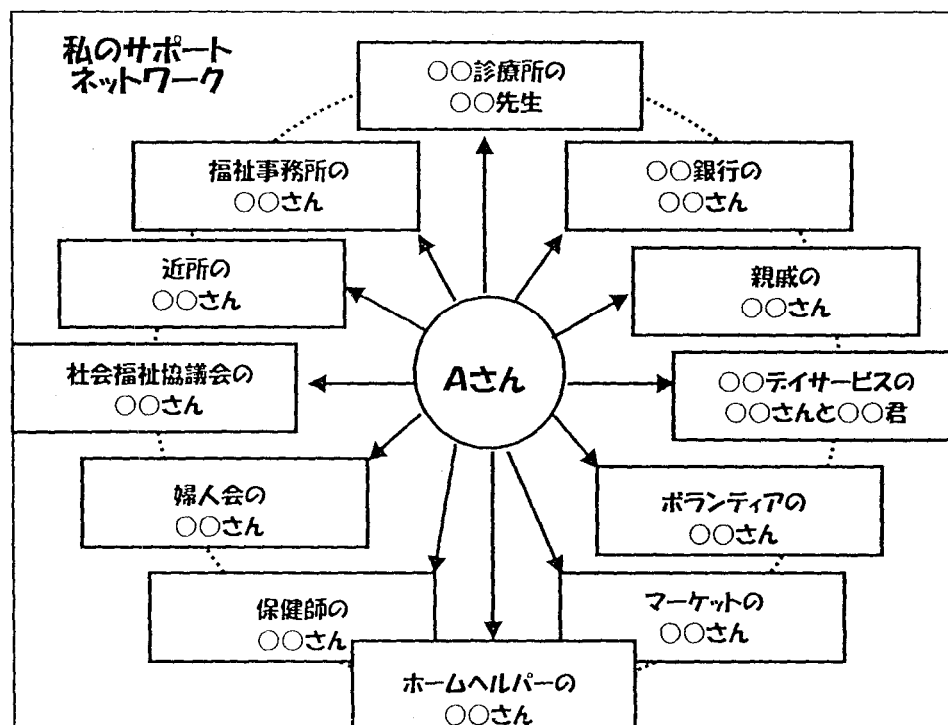 私のサポート
ネットワーク
○○診療所の
○○先生
福祉事務所の
○○さん
○○銀行の
○○さん
近所の
○○さん
親戚の
○○さん
社会福祉協議会の
○○さん
Aさん
○○デイサービスの
○○さんと○○君
婦人会の
○○さん
ボランティアの
○○さん
保健師の
○○さん
マーケットの
○○さん
ホームヘルパーの
○○さん